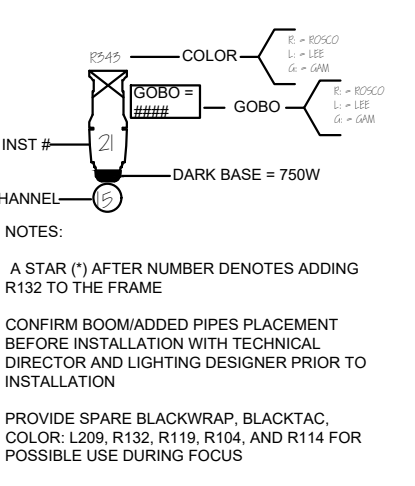 R343
COLOR
R: = ROSCO
L: = LEE
G: = GAM
GOBO =
####
GOBO
R: = ROSCO
L: = LEE
G: = GAM
INST #
21
DARK BASE = 750W
HANNEL
15
NOTES:
A STAR (*) AFTER NUMBER DENOTES ADDING
R132 TO THE FRAME
CONFIRM BOOM/ADDED PIPES PLACEMENT
BEFORE INSTALLATION WITH TECHNICAL
DIRECTOR AND LIGHTING DESIGNER PRIOR TO
INSTALLATION
PROVIDE SPARE BLACKWRAP, BLACKTAC,
COLOR: L209, R132, R119, R104, AND R114 FOR
POSSIBLE USE DURING FOCUS